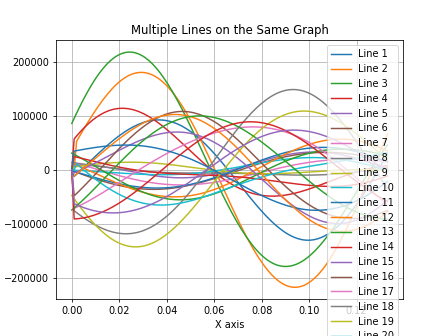 Multiple Lines on the Same Graph
200000
100000
0
−100000
−200000
0.00
0.02
0.04
0.06
0.08
0.10
X axis
Line 1
Line 2
Line 3
Line 4
Line 5
Line 6
Line 7
Line 8
Line 9
Line 10
Line 11
Line 12
Line 13
Line 14
Line 15
Line 16
Line 17
Line 18
Line 19
Line 20